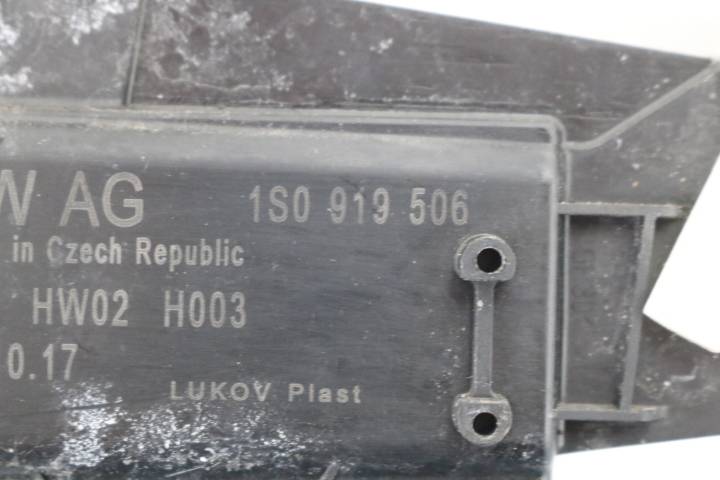 W AG 1S0 919 506
in Czech Republic
HW02 H003
0.17
LUKOV Plast